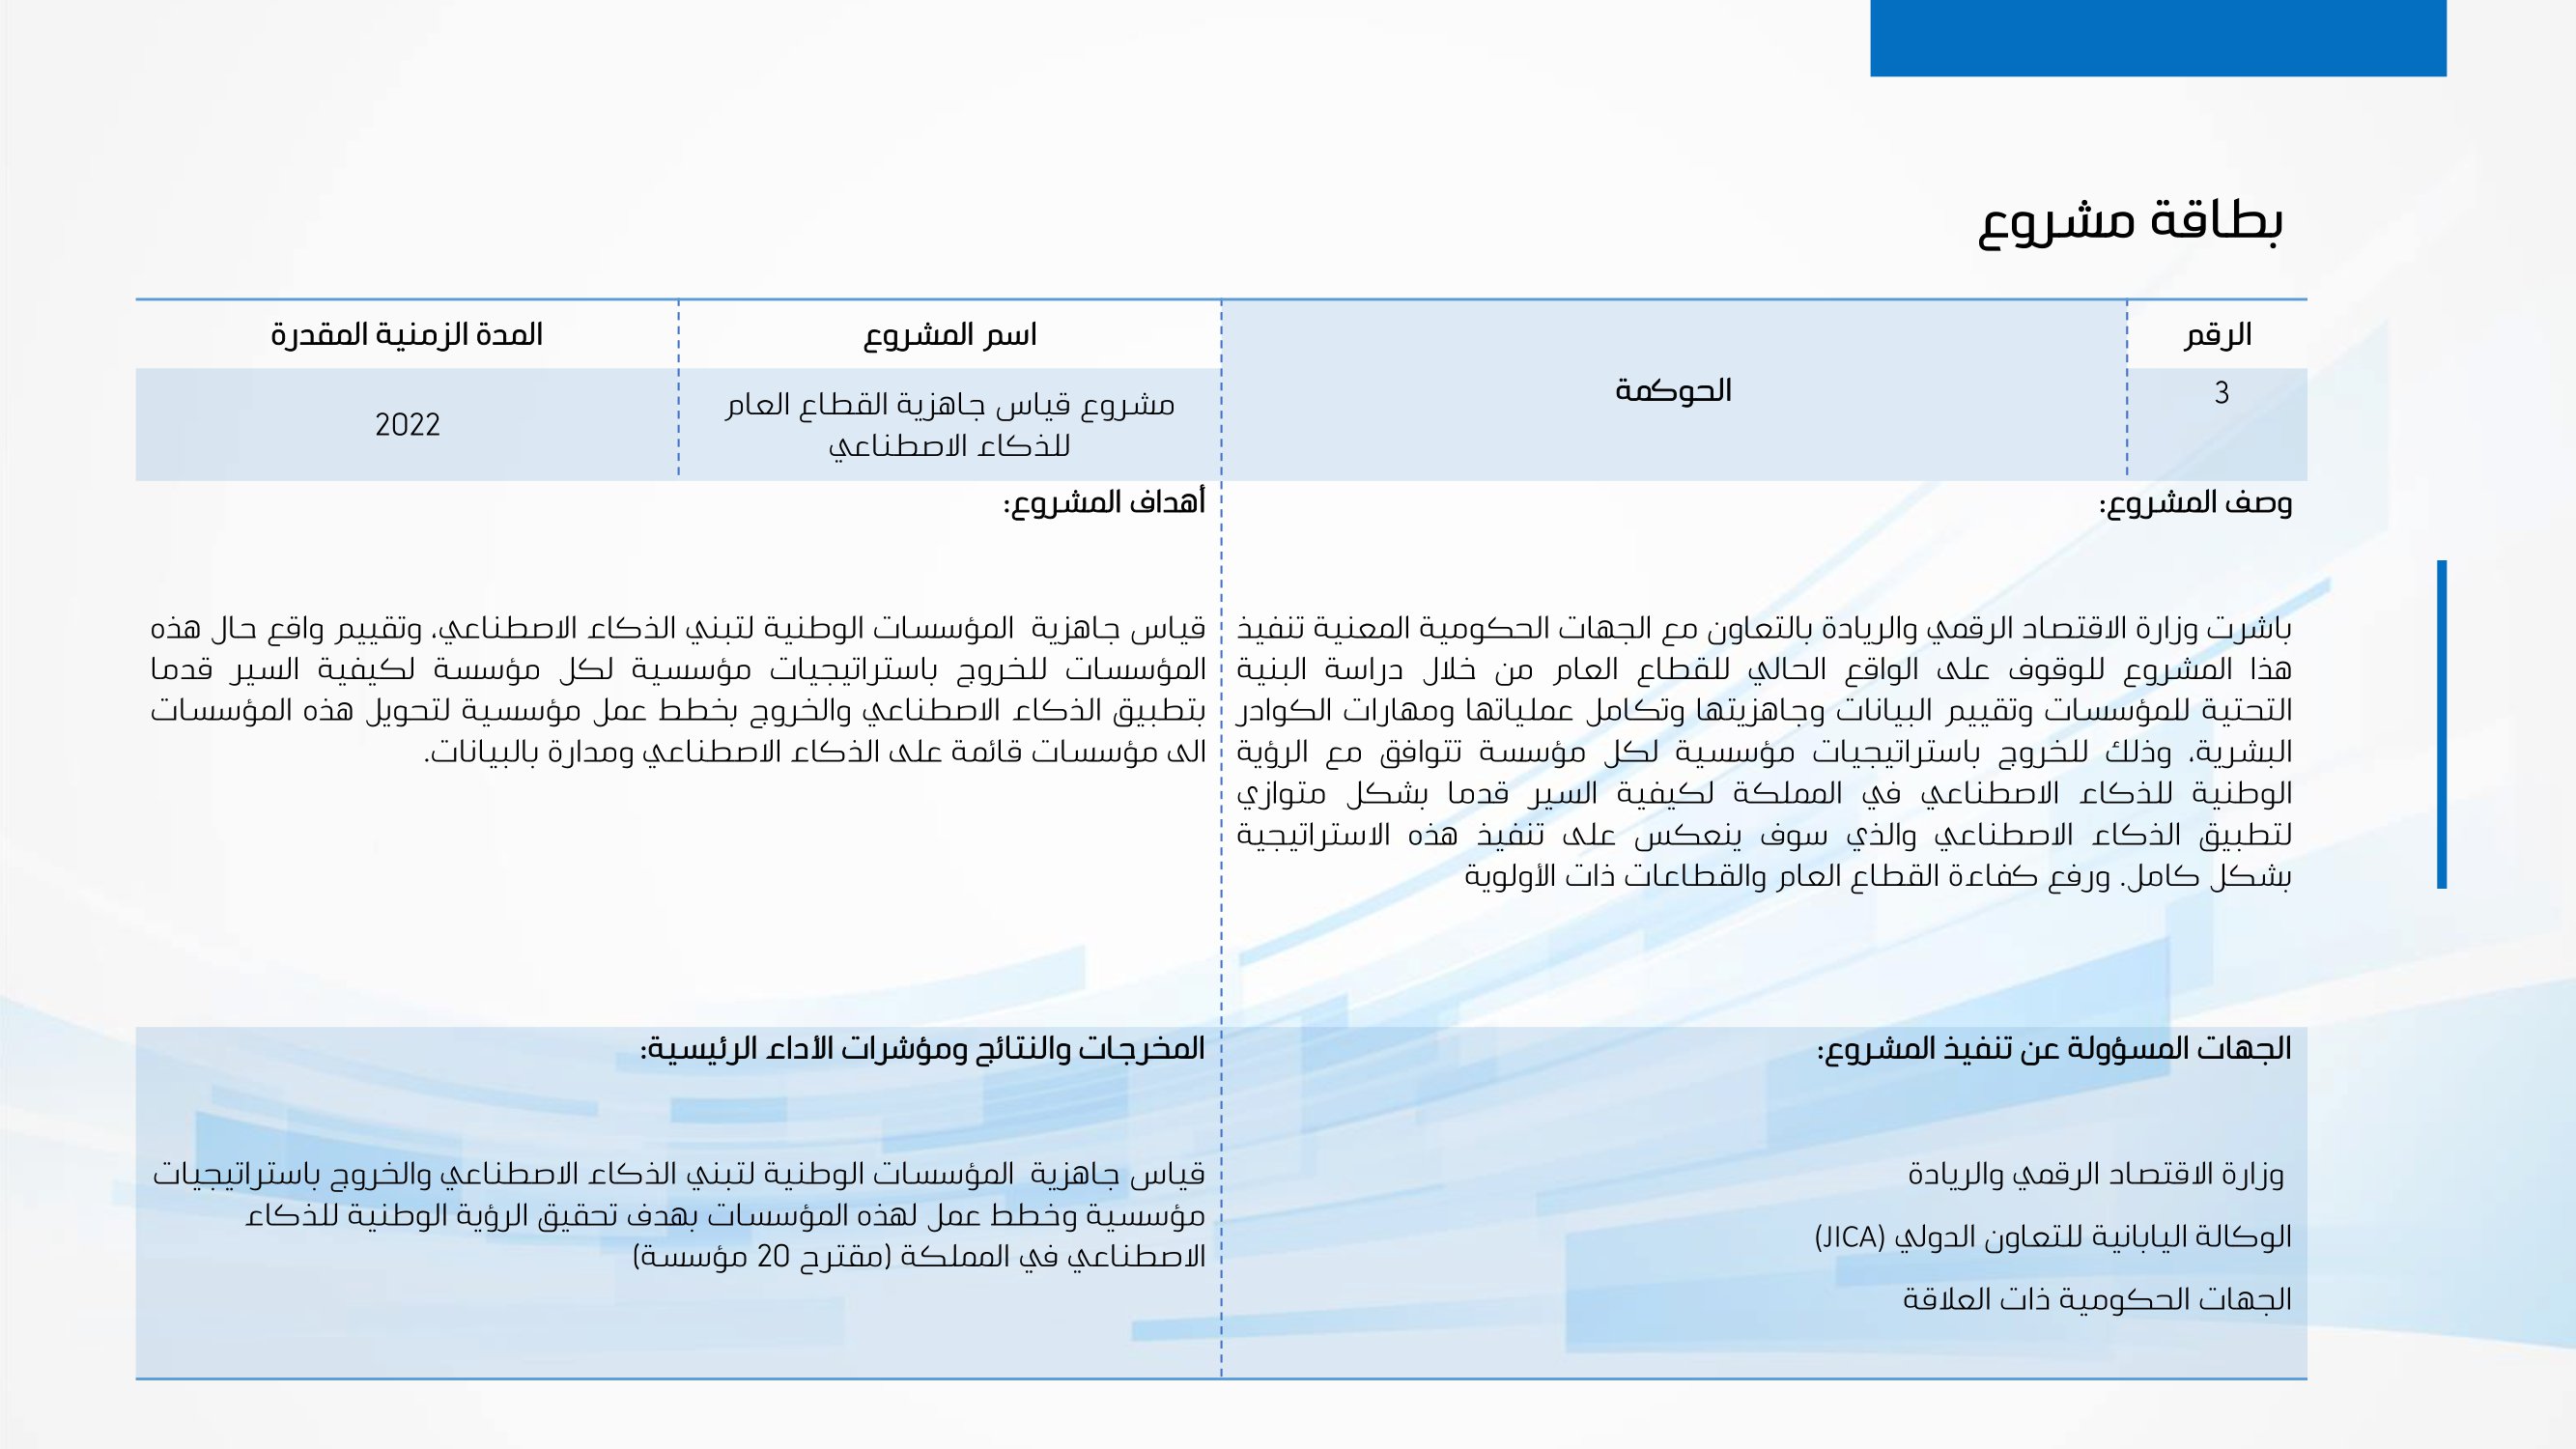 بطاقة مشروع
الرقم
الحوكمة
اسم المشروع
المدة الزمنية المقدرة
3
مشروع قياس جاهزية القطاع العام
للذكاء الاصطناعي
2022
وصف المشروع:
باشرت وزارة الاقتصاد الرقمي والريادة بالتعاون مع الجهات الحكومية المعنية تنفيذ
هذا المشروع للوقوف على الواقع الحالي للقطاع العام من خلال دراسة البنية
التحتية للمؤسسات وتقييم البيانات وجاهزيتها وتكامل عملياتها ومهارات الكوادر
البشرية، وذلك للخروج باستراتيجيات مؤسسية لكل مؤسسة تتوافق مع الرؤية
الوطنية للذكاء الاصطناعي في المملكة لكيفية السير قدما بشكل متوازي
لتطبيق الذكاء الاصطناعي والذي سوف ينعكس على تنفيذ هذه الاستراتيجية
بشكل كامل. ورفع كفاءة القطاع العام والقطاعات ذات الأولوية
أهداف المشروع:
قياس جاهزية المؤسسات الوطنية لتبني الذكاء الاصطناعي، وتقييم واقع حال هذه
المؤسسات للخروج باستراتيجيات مؤسسية لكل مؤسسة لكيفية السير قدما
بتطبيق الذكاء الاصطناعي والخروج بخطط عمل مؤسسية لتحويل هذه المؤسسات
الى مؤسسات قائمة على الذكاء الاصطناعي ومدارة بالبيانات.
الجهات المسؤولة عن تنفيذ المشروع:
وزارة الاقتصاد الرقمي والريادة
الوكالة اليابانية للتعاون الدولي (JICA)
الجهات الحكومية ذات العلاقة
المخرجات والنتائج ومؤشرات الأداء الرئيسية:
قياس جاهزية المؤسسات الوطنية لتبني الذكاء الاصطناعي والخروج باستراتيجيات
مؤسسية وخطط عمل لهذه المؤسسات بهدف تحقيق الرؤية الوطنية للذكاء
الاصطناعي في المملكة (مقترح 20 مؤسسة)